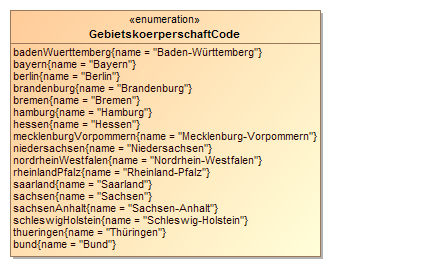 «enumeration»
GebietskoerperschaftCode
badenWuerttemberg{name = "Baden-Württemberg"}
bayern{name = "Bayern"}
berlin{name = "Berlin"}
brandenburg{name = "Brandenburg"}
bremen{name = "Bremen"}
hamburg{name = "Hamburg"}
hessen{name = "Hessen"}
mecklenburgVorpommern{name = "Mecklenburg-Vorpommern"}
niedersachsen{name = "Niedersachsen"}
nordrheinWestfalen{name = "Nordrhein-Westfalen"}
rheinlandPfalz{name = "Rheinland-Pfalz"}
saarland{name = "Saarland"}
sachsen{name = "Sachsen"}
sachsenAnhalt{name = "Sachsen-Anhalt"}
schleswigHolstein{name = "Schleswig-Holstein"}
thueringen{name = "Thüringen"}
bund{name = "Bund"}